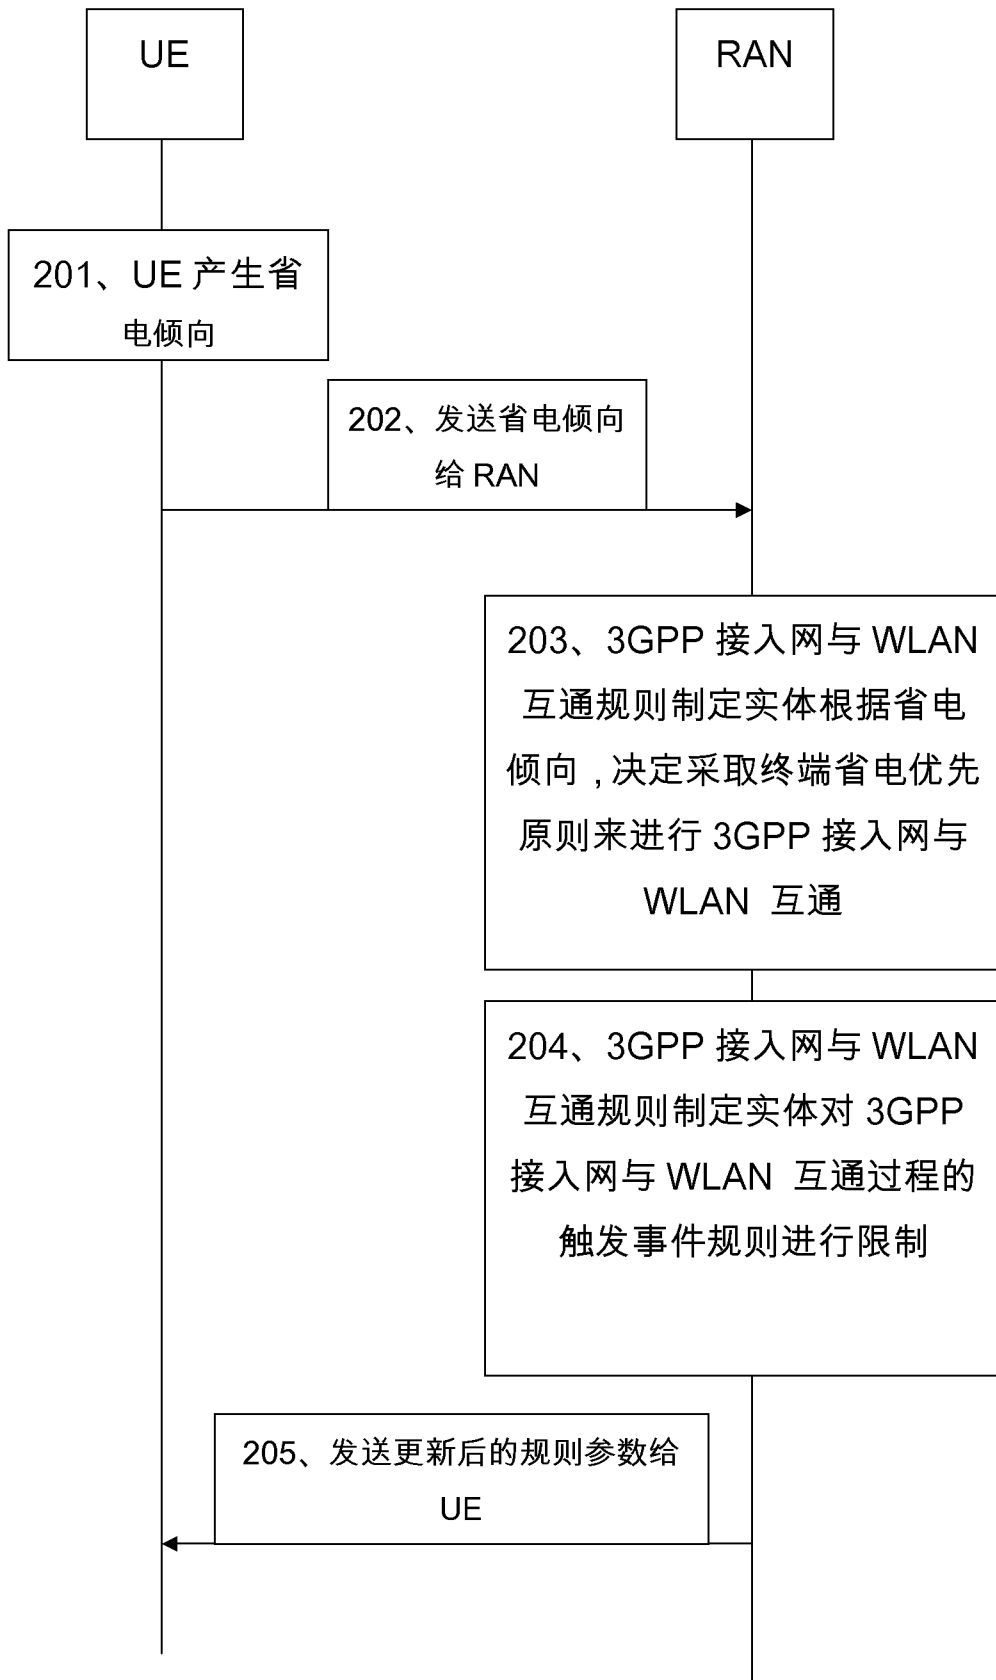 UE
RAN
201、UE 产生省
电倾向
202、发送省电倾向
给 RAN
203、3GPP 接入网与 WLAN
互通规则制定实体根据省电
倾向 ,决定采取终端省电优先
原则来进行 3GPP 接入网与
WLAN 互通
204、3GPP 接入网与 WLAN
互通规则制定实体对 3GPP
接入网与 WLAN 互通过程的
触发事件规则进行限制
205、发送更新后的规则参数给
UE